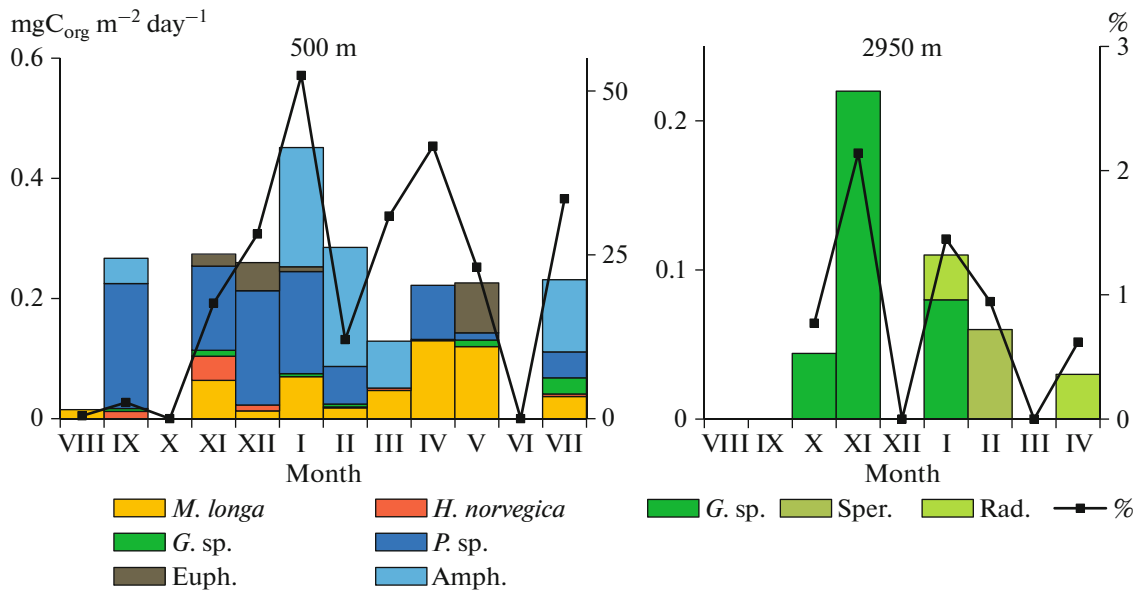 mgCorg m−2 day−1
500 m
%
2950 m
0.6
0.4
0.2
0
50
25
0
0.2
0.1
0
3
2
1
0
VIII IX X XI XII I II III IV V VI VII
Month
VIII IX X XI XII I II III IV
Month
M. longa H. norvegica
G. sp. P. sp.
Euph. Amph.
G. sp. Sper. Rad. %